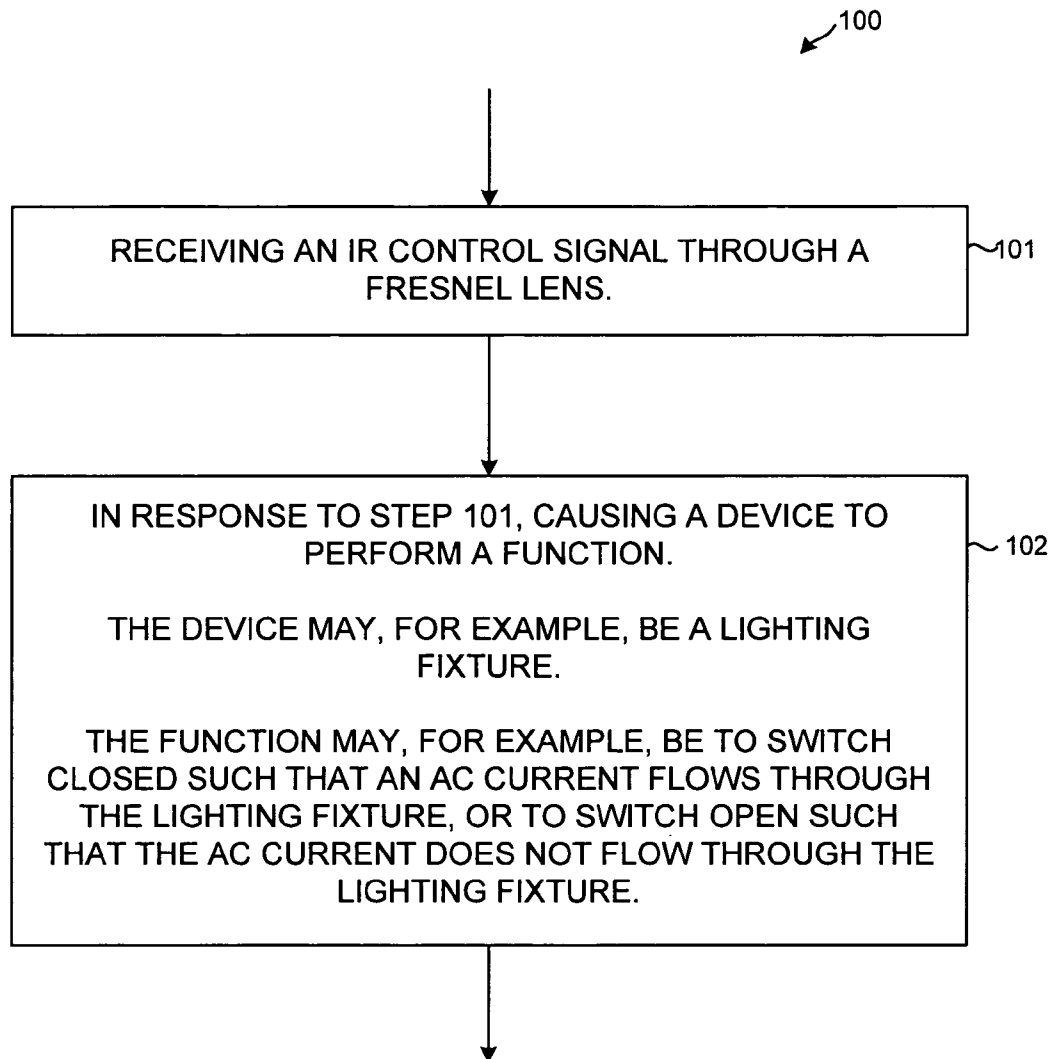 100
RECEIVING AN IR CONTROL SIGNAL THROUGH A
FRESNEL LENS.
101
IN RESPONSE TO STEP 101, CAUSING A DEVICE TO
PERFORM A FUNCTION.
102
THE DEVICE MAY, FOR EXAMPLE, BE A LIGHTING
FIXTURE.
THE FUNCTION MAY, FOR EXAMPLE, BE TO SWITCH
CLOSED SUCH THAT AN AC CURRENT FLOWS THROUGH
THE LIGHTING FIXTURE, OR TO SWITCH OPEN SUCH
THAT THE AC CURRENT DOES NOT FLOW THROUGH THE
LIGHTING FIXTURE.